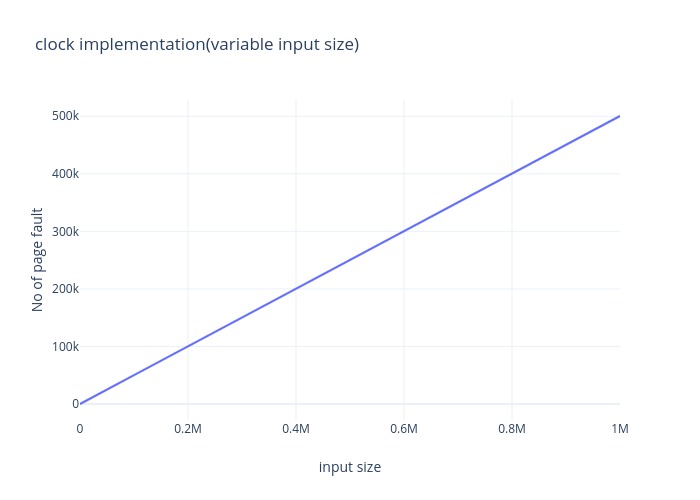 clock implementation(variable input size)
No of page fault
500k
400k
300k
200k
100k
0
0 0.2M 0.4M 0.6M 0.8M 1M
input size